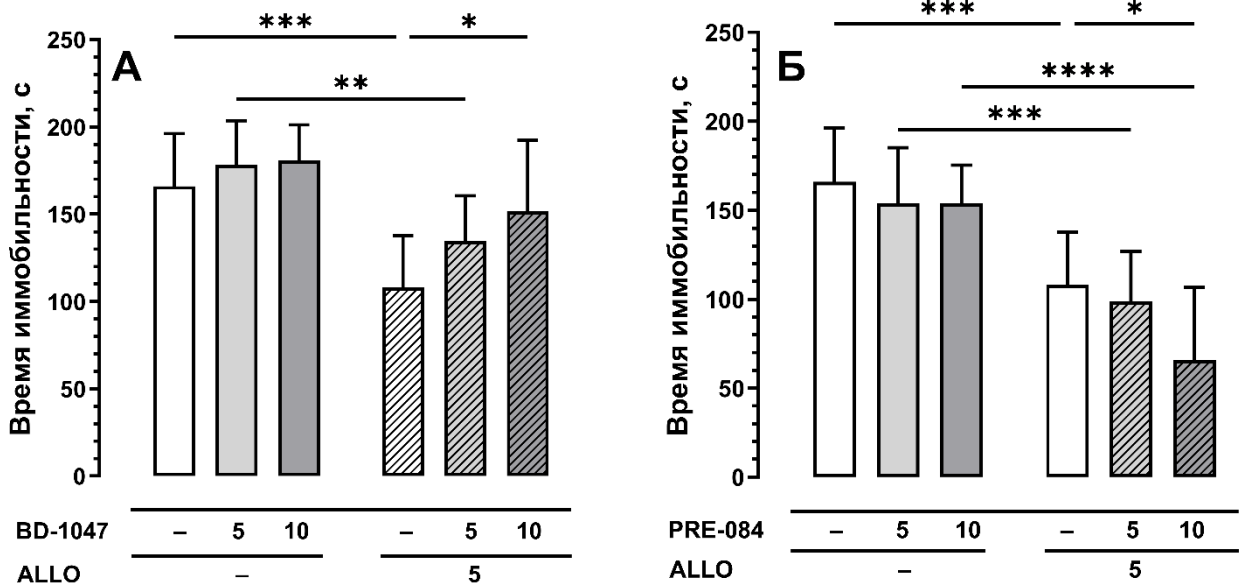 А
*** *
**
Время иммобильности, с
250
200
150
100
50
0
BD-1047 – 5 10 – 5 10
ALLO – 5
Б
*** *
****
***
Время иммобильности, с
250
200
150
100
50
0
PRE-084 – 5 10 – 5 10
ALLO – 5